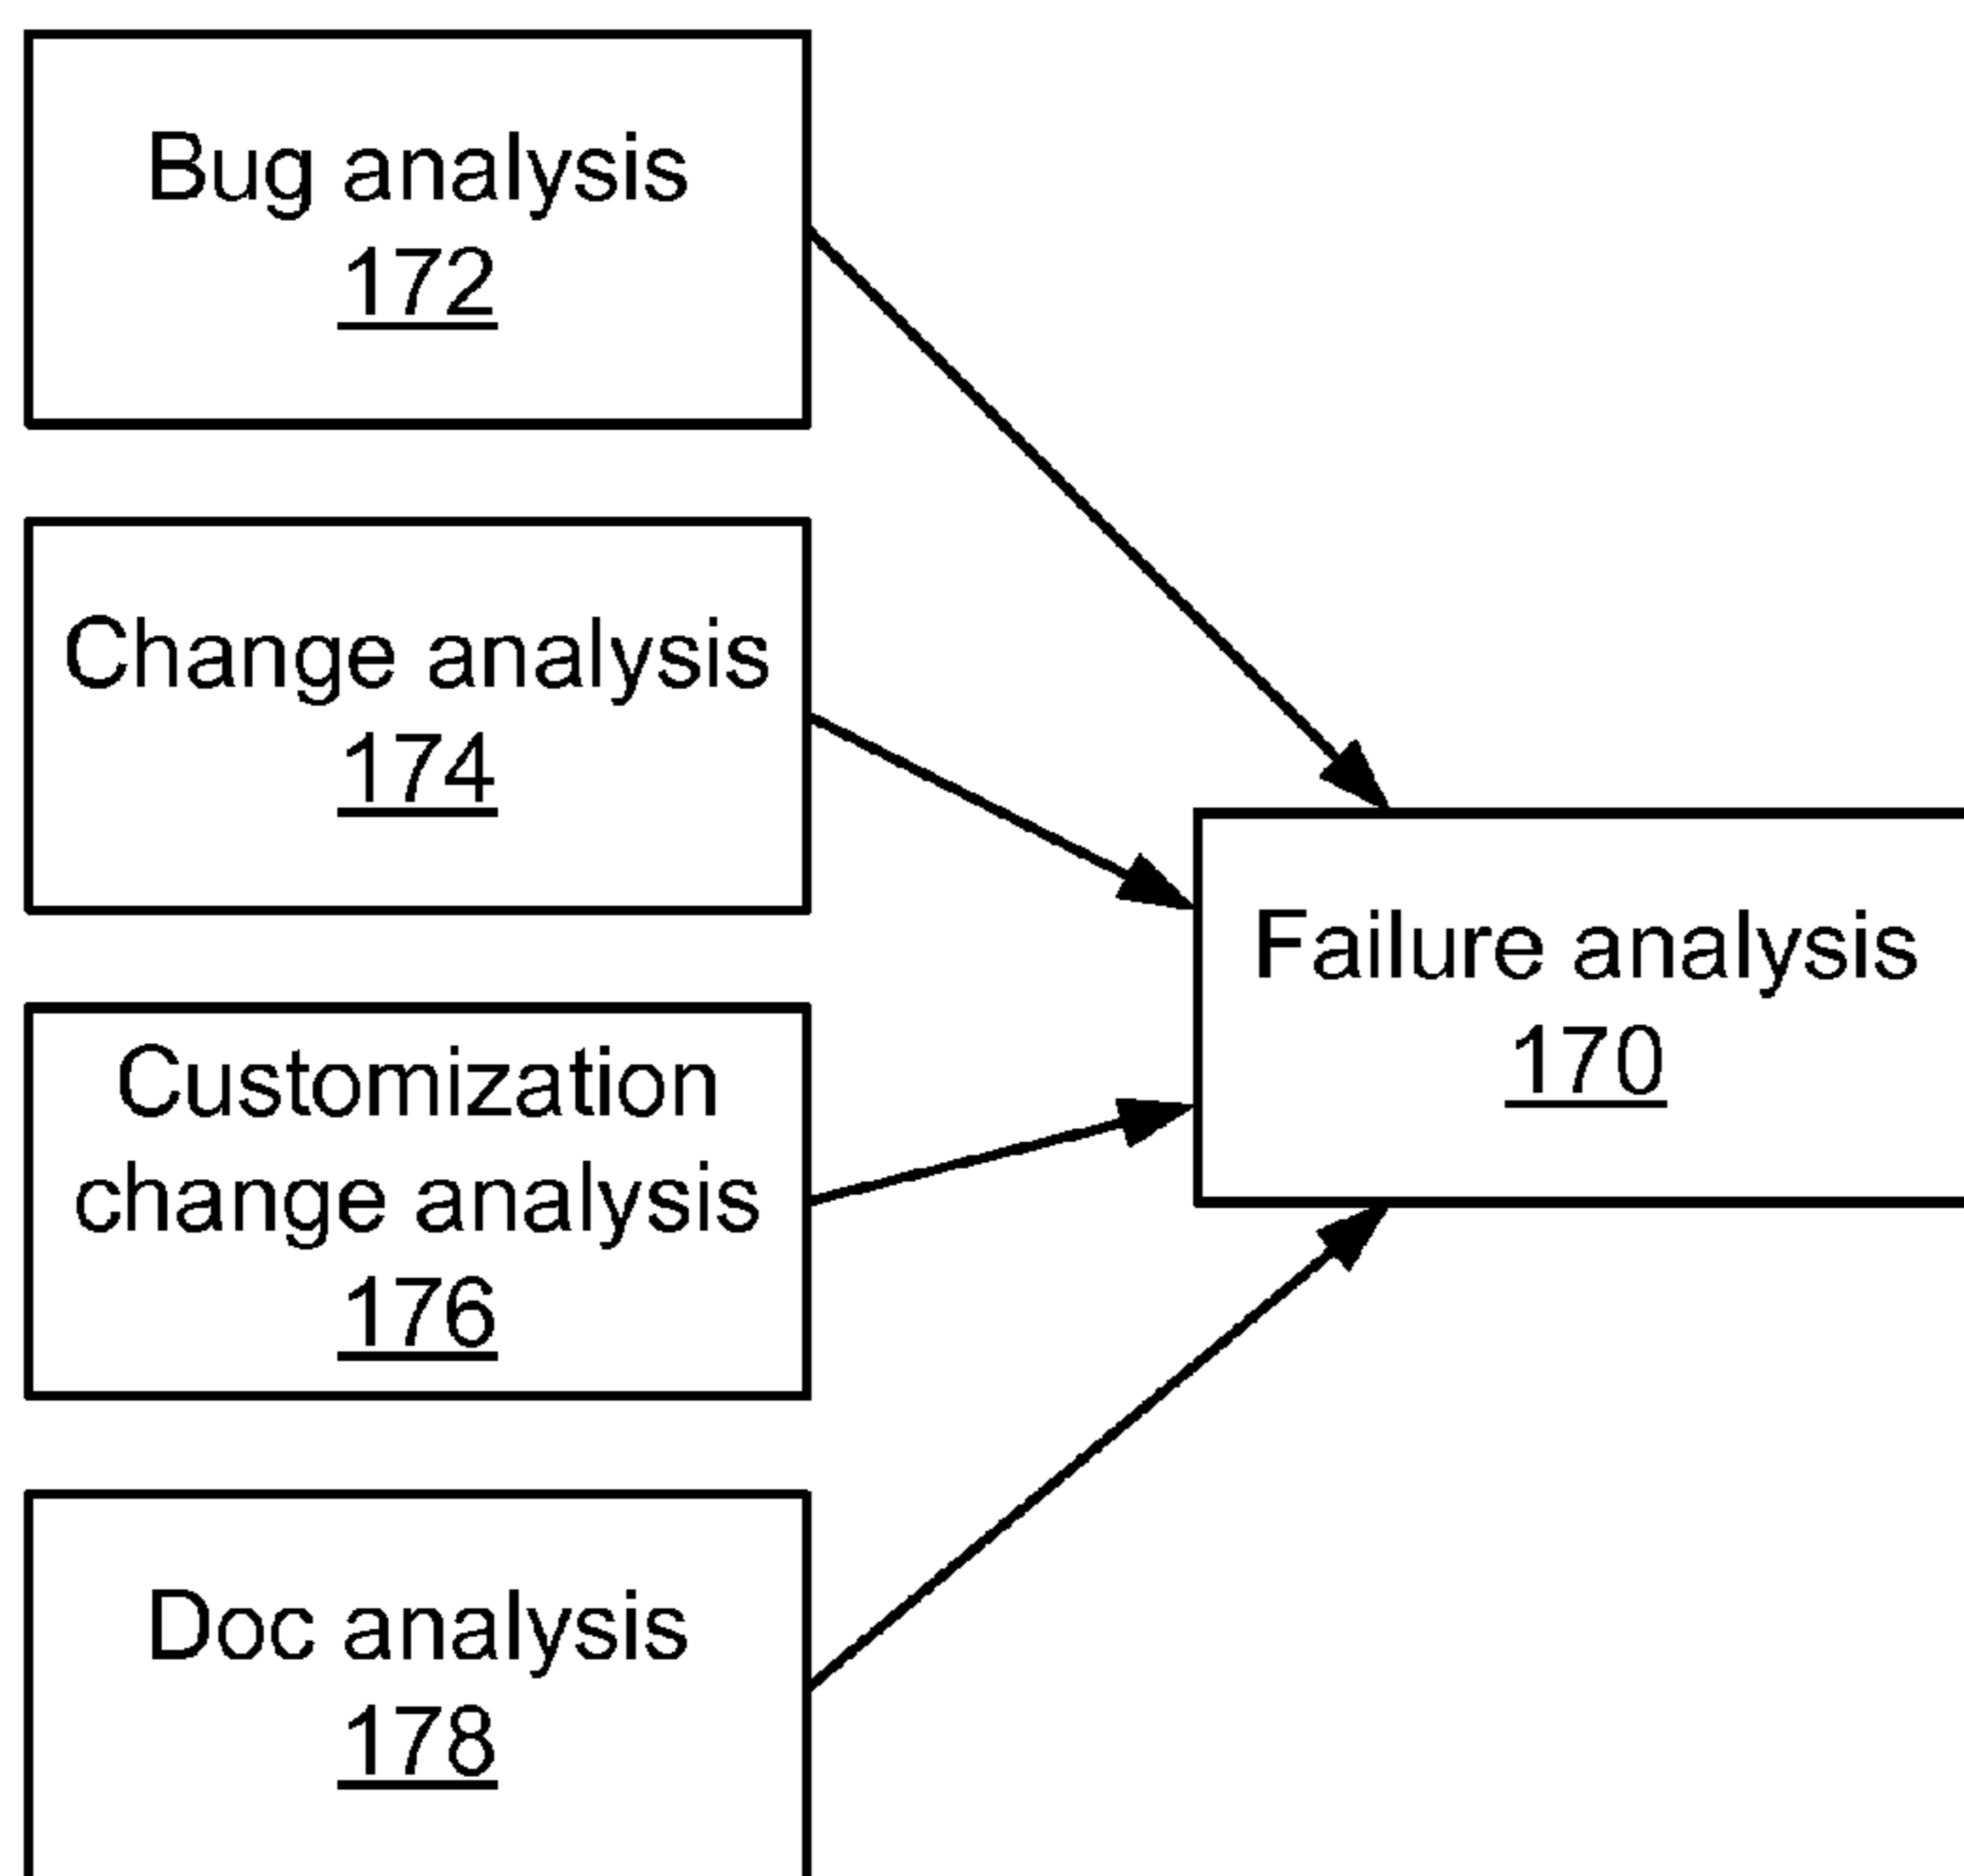 Bug analysis
172
Change analysis
174
Customization
change analysis
176
Doc analysis
178
Failure analysis
170